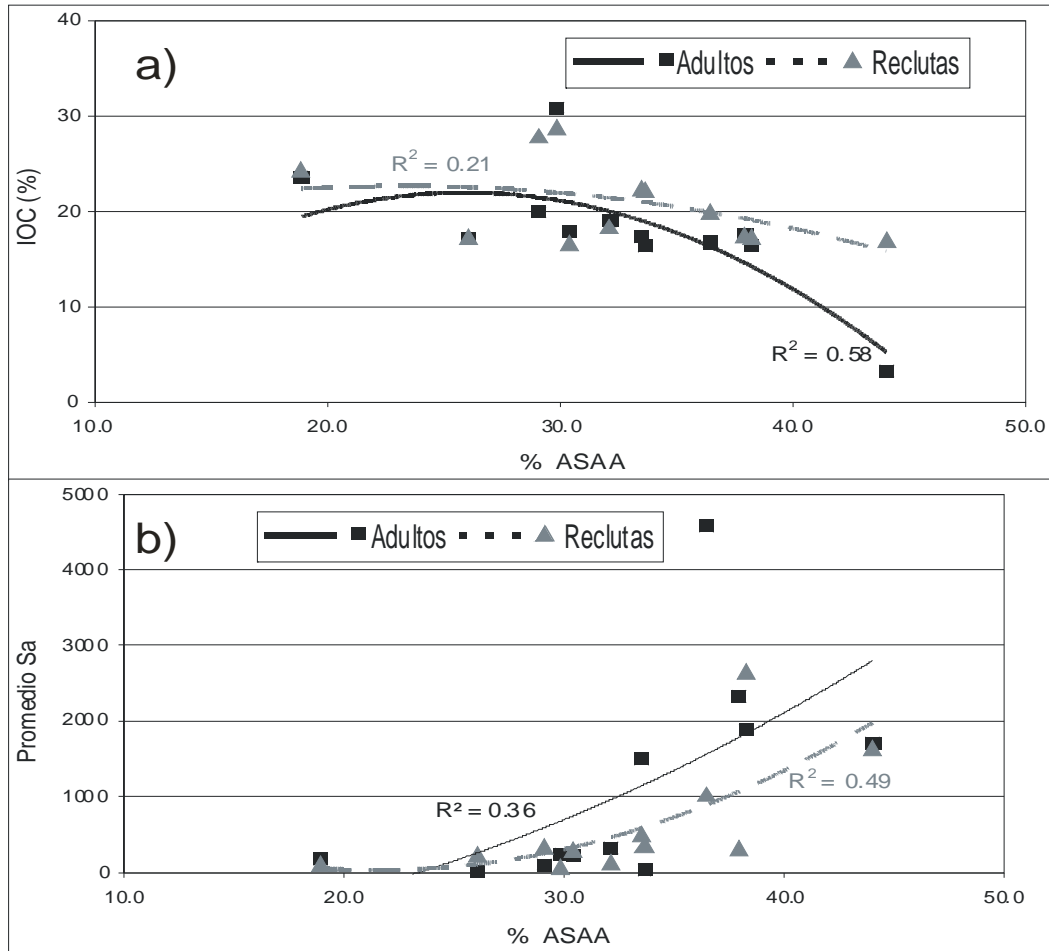 a)
Adultos Reclutas
R² = 0.21
R² = 0.58
IOC (%)
40
30
20
10
0
10.0 20.0 30.0 40.0 50.0
% ASAA
b)
Adultos Reclutas
R² = 0.36
R² = 0.49
Promedio Sa
5000
4000
3000
2000
1000
0
10.0 20.0 30.0 40.0 50.0
% ASAA